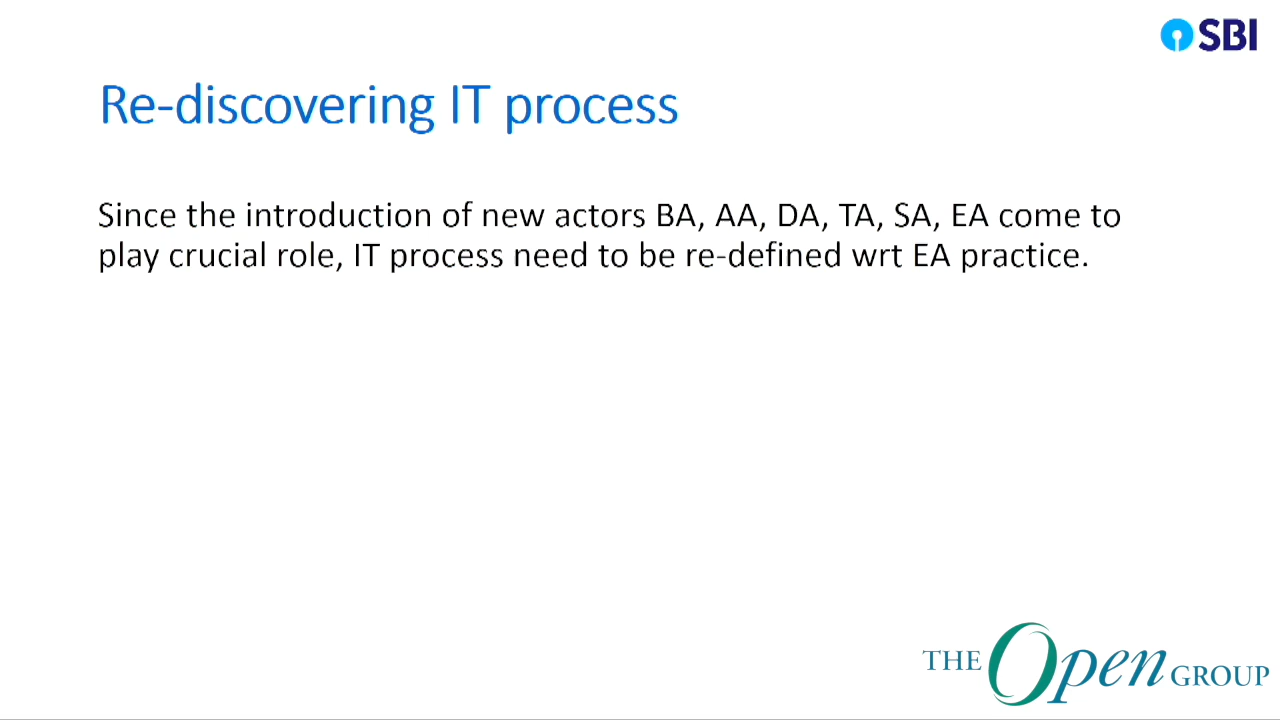 SBI
Re-discovering IT process
Since the introduction of new actors BA, AA, DA, TA, SA, EA come to
play crucial role, IT process need to be re-defined wrt EA practice.
THE Open GROUP